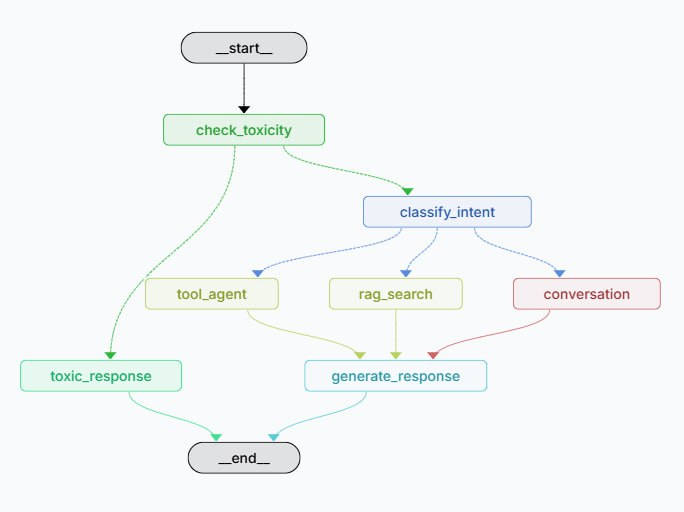 __start__
check_toxicity
classify_intent
tool_agent
rag_search
conversation
toxic_response
generate_response
__end__